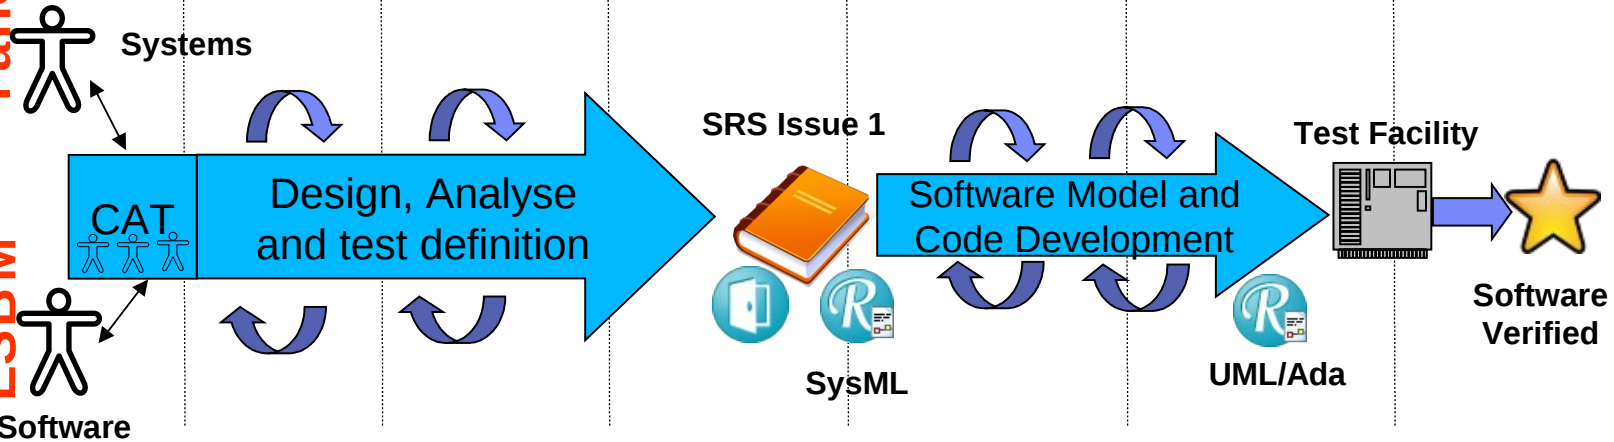 Systems
SRS Issue 1
Test Facility
Design, Analyse
and test definition
CAT
Software Model and
Code Development
R
R
Software
Verified
SysML
UML/Ada
Software